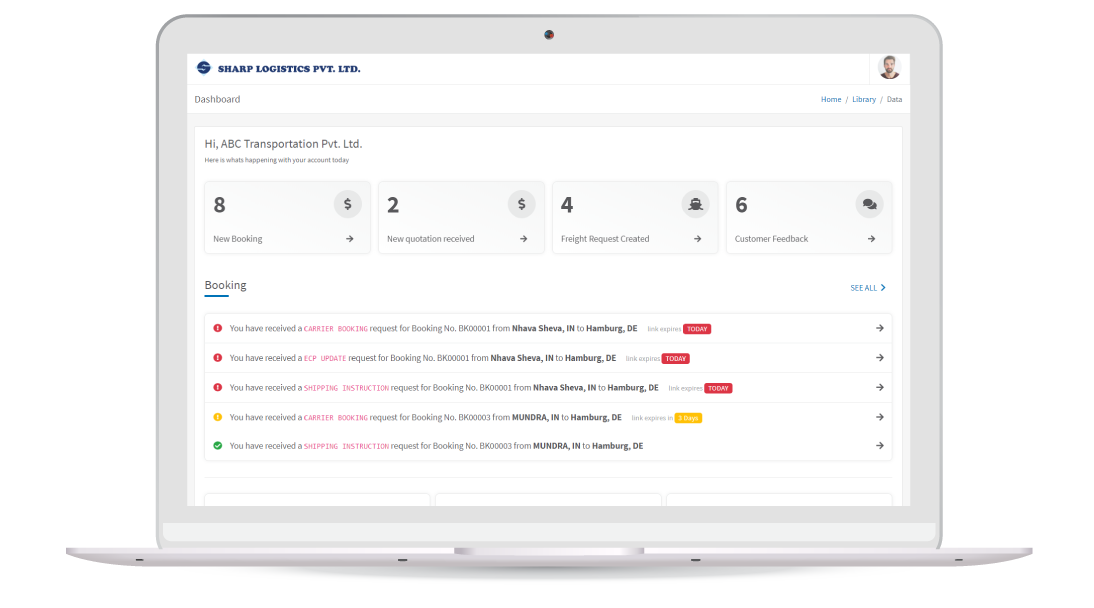 SHARP LOGISTICS PVT. LTD.
Dashboard
Home / Library / Data
Hi, ABC Transportation Pvt. Ltd.
Here is whats happening with your account today
8
New Booking
2
New quotation received
4
Freight Request Created
6
Customer Feedback
Booking
SEE ALL
You have received a CARRIER BOOKING request for Booking No. BK00001 from Nhava Sheva, IN to Hamburg, DE link expires TODAY
You have received a ECP UPDATE request for Booking No. BK00001 from Nhava Sheva, IN to Hamburg, DE link expires TODAY
You have received a SHIPPING INSTRUCTION request for Booking No. BK00001 from Nhava Sheva, IN to Hamburg, DE link expires TODAY
You have received a CARRIER BOOKING request for Booking No. BK00003 from MUNDRA, IN to Hamburg, DE link expires in 3 Days
You have received a SHIPPING INSTRUCTION request for Booking No. BK00003 from MUNDRA, IN to Hamburg, DE